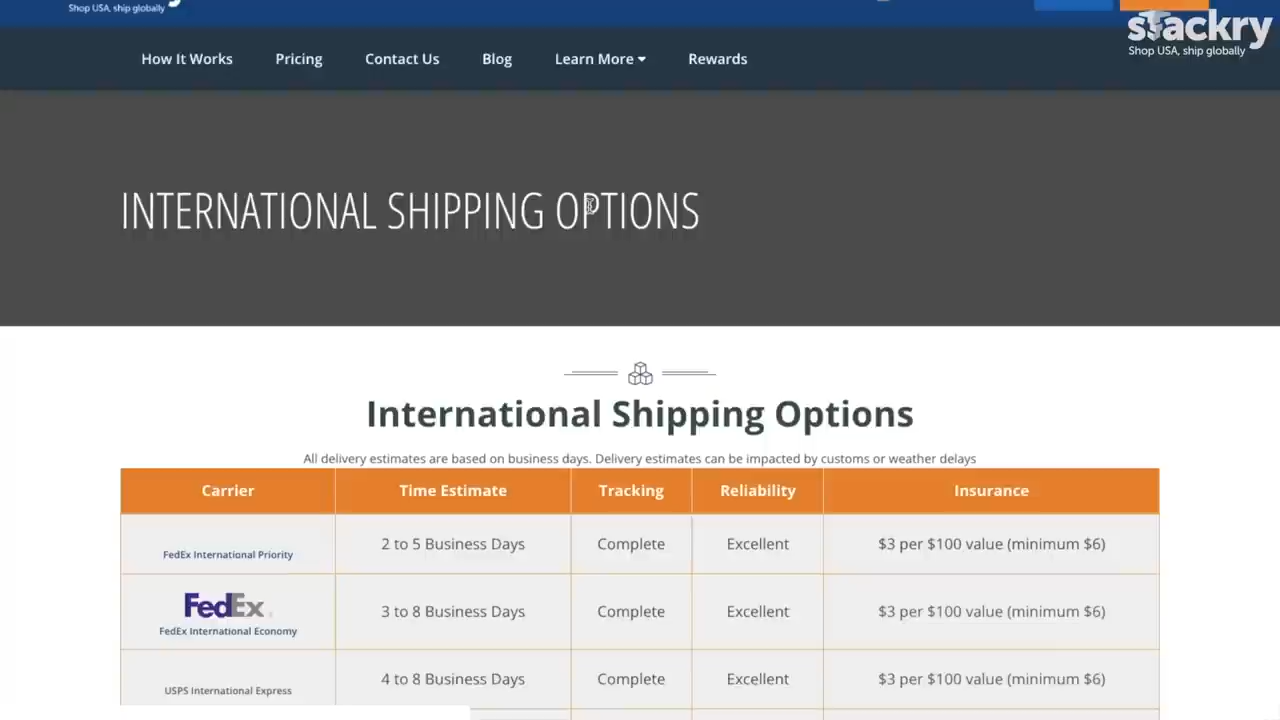 Shop USA, ship globally
stackry
Shop USA, ship globally
How It Works Pricing Contact Us Blog Learn More Rewards
INTERNATIONAL SHIPPING OPTIONS
International Shipping Options
All delivery estimates are based on business days. Delivery estimates can be impacted by customs or weather delays
Carrier Time Estimate Tracking Reliability Insurance
FedEx International Priority 2 to 5 Business Days Complete Excellent $3 per $100 value (minimum $6)
FedEx
FedEx International Economy 3 to 8 Business Days Complete Excellent $3 per $100 value (minimum $6)
USPS International Express 4 to 8 Business Days Complete Excellent $3 per $100 value (minimum $6)